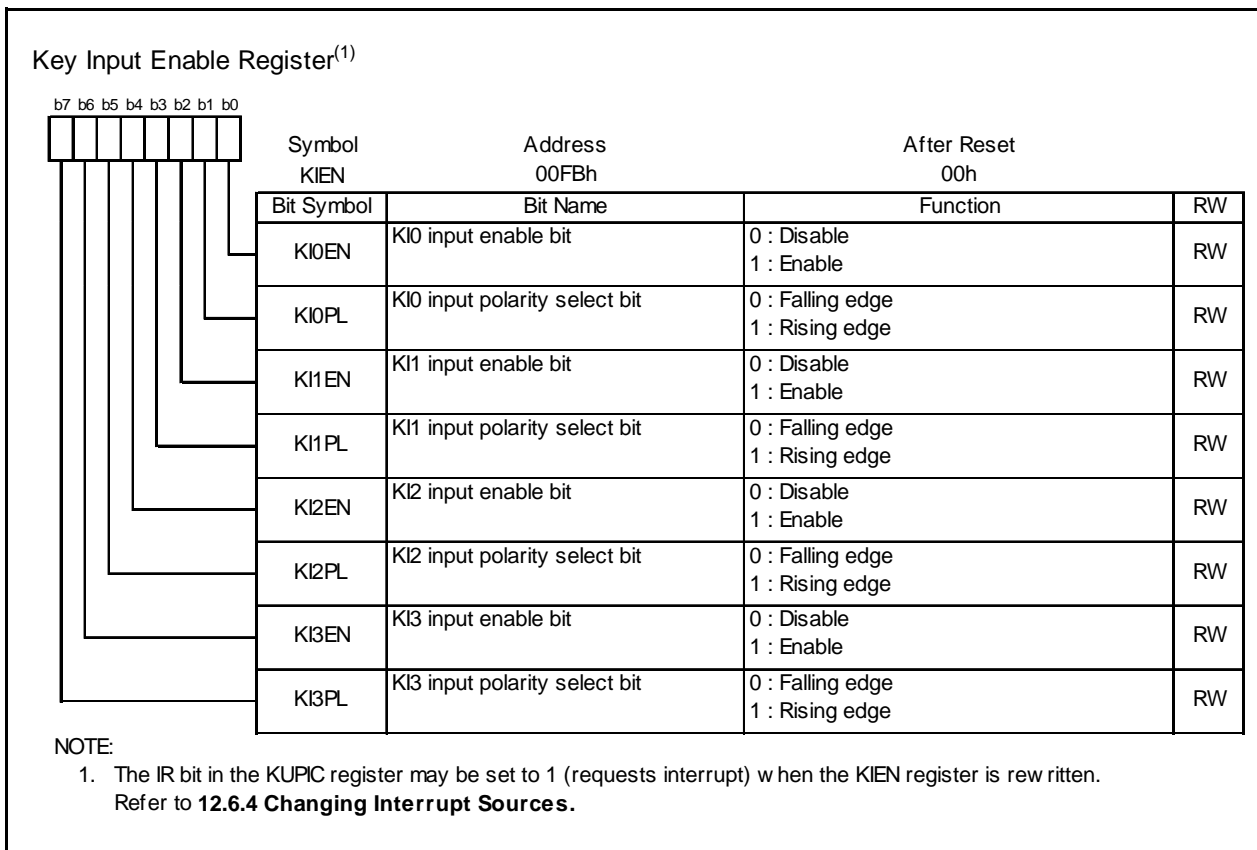 Key Input Enable Register(1)
b7 b6 b5 b4 b3 b2 b1 b0
Symbol Address After Reset
KIEN 00FBh 00h
Bit Symbol Bit Name Function RW
KI0EN KI0 input enable bit 0 : Disable RW
1 : Enable
KI0PL KI0 input polarity select bit 0 : Falling edge RW
1 : Rising edge
KI1EN KI1 input enable bit 0 : Disable RW
1 : Enable
KI1PL KI1 input polarity select bit 0 : Falling edge RW
1 : Rising edge
KI2EN KI2 input enable bit 0 : Disable RW
1 : Enable
KI2PL KI2 input polarity select bit 0 : Falling edge RW
1 : Rising edge
KI3EN KI3 input enable bit 0 : Disable RW
1 : Enable
KI3PL KI3 input polarity select bit 0 : Falling edge RW
1 : Rising edge
NOTE:
1. The IR bit in the KUPIC register may be set to 1 (requests interrupt) when the KIEN register is rewritten.
Refer to 12.6.4 Changing Interrupt Sources.